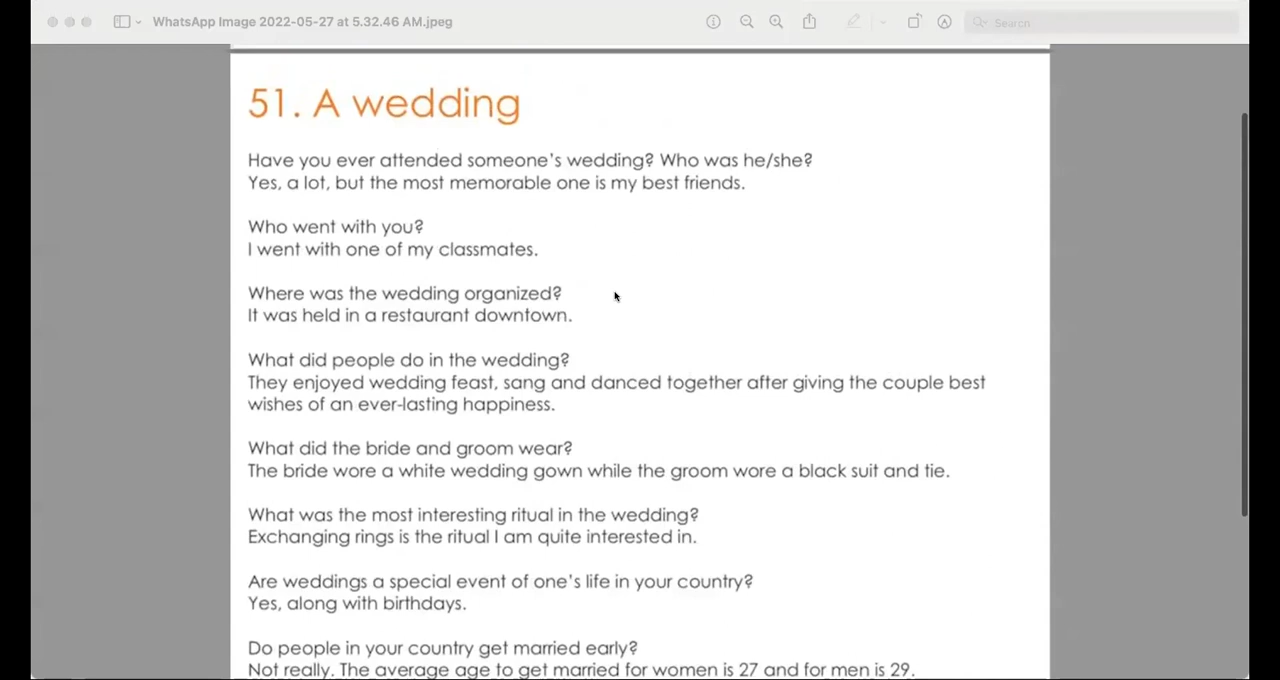 WhatsApp Image 2022-05-27 at 5.32.46 AM.jpeg
Search
51. A wedding
Have you ever attended someone's wedding? Who was he/she?
Yes, a lot, but the most memorable one is my best friends.
Who went with you?
I went with one of my classmates.
Where was the wedding organized?
It was held in a restaurant downtown.
What did people do in the wedding?
They enjoyed wedding feast, sang and danced together after giving the couple best
wishes of an ever-lasting happiness.
What did the bride and groom wear?
The bride wore a white wedding gown while the groom wore a black suit and tie.
What was the most interesting ritual in the wedding?
Exchanging rings is the ritual I am quite interested in.
Are weddings a special event of one's life in your country?
Yes, along with birthdays.
Do people in your country get married early?
Not really. The average age to get married for women is 27 and for men is 29.